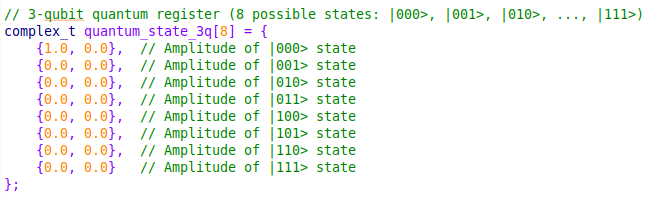 // 3-qubit quantum register (8 possible states: |000>, |001>, |010>, ..., |111>)
complex_t quantum_state_3q[8] = {
    {1.0, 0.0},  // Amplitude of |000> state
    {0.0, 0.0},  // Amplitude of |001> state
    {0.0, 0.0},  // Amplitude of |010> state
    {0.0, 0.0},  // Amplitude of |011> state
    {0.0, 0.0},  // Amplitude of |100> state
    {0.0, 0.0},  // Amplitude of |101> state
    {0.0, 0.0},  // Amplitude of |110> state
    {0.0, 0.0}   // Amplitude of |111> state
};